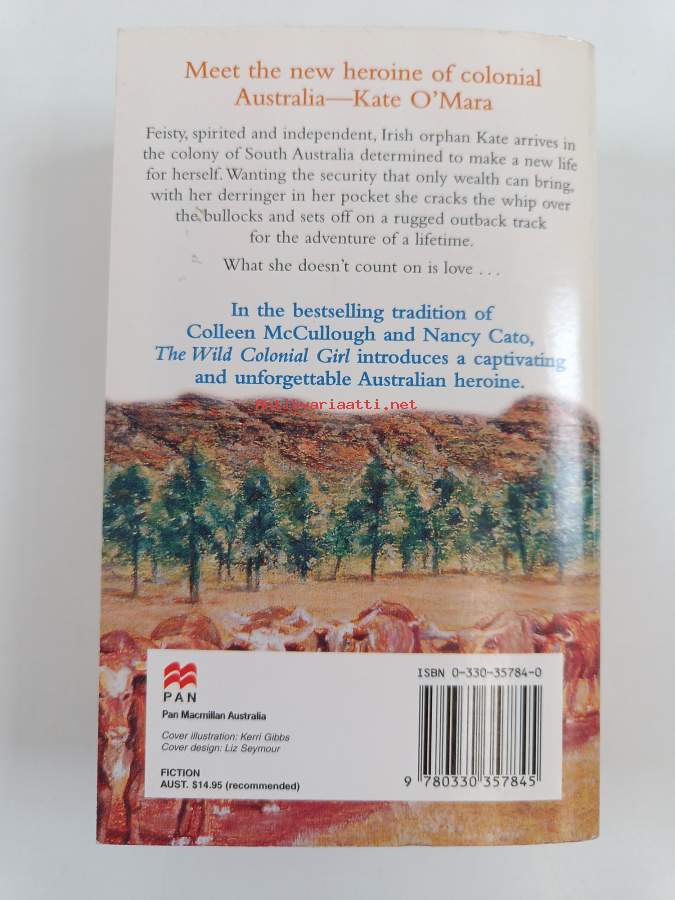 Meet the new heroine of colonial
Australia—Kate O'Mara
Feisty, spirited and independent, Irish orphan Kate arrives in
the colony of South Australia determined to make a new life
for herself. Wanting the security that only wealth can bring,
with her derringer in her pocket she cracks the whip over
the bullocks and sets off on a rugged outback track
for the adventure of a lifetime.
What she doesn't count on is love . . .
In the bestselling tradition of
Colleen McCullough and Nancy Cato,
The Wild Colonial Girl introduces a captivating
and unforgettable Australian heroine.
Antikvariaatti.net
PAN
Pan Macmillan Australia
Cover illustration: Kerri Gibbs
Cover design: Liz Seymour
FICTION
AUST. $14.95 (recommended)
ISBN 0-330-35784-0
9 780330 357845